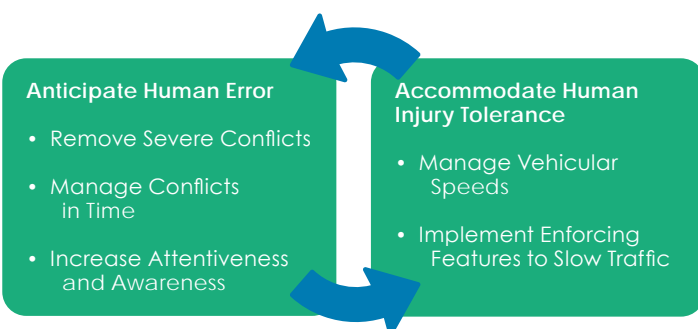 Anticipate Human Error
• Remove Severe Conflicts
• Manage Conflicts
in Time
• Increase Attentiveness
and Awareness
Accommodate Human
Injury Tolerance
• Manage Vehicular
Speeds
• Implement Enforcing
Features to Slow Traffic